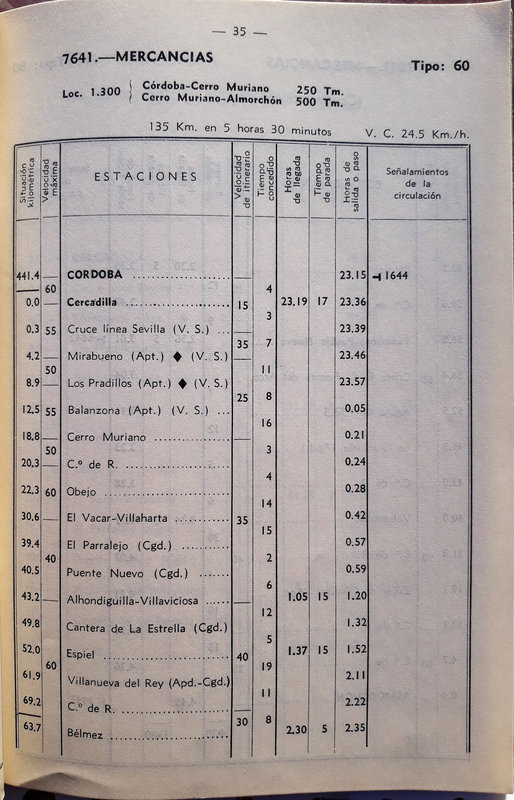 — 35 —
7641.—MERCANCIAS
Tipo: 60
Loc. 1.300 { Córdoba-Cerro Muriano 250 Tm.
Cerro Muriano-Almorchón 500 Tm.
135 Km. en 5 horas 30 minutos V. C. 24.5 Km./h.
Situación kilométrica
Velocidad máxima
ESTACIONES
Velocidad de itinerario
Tiempo concedido
Horas de llegada
Tiempo de parada
Horas de salida o paso
Señalamientos de la circulación
441.4 — CORDOBA .................. 23.15 1644
60 4
0.0 — Cercadilla .................. 15 23.19 17 23.36
3
0.3 55 Cruce línea Sevilla (V. S.) ... — 23.39
35 7
4.2 — Mirabueno (Apt.) ♦ (V. S.) 23.46
50 11
8.9 — Los Pradillos (Apt.) ♦ (V. S.) — 23.57
25 8
12,5 55 Balanzona (Apt.) (V. S.) ... 0.05
16
18,8 — Cerro Muriano .................. — 0.21
50 3
20,3 — C.º de R. .................. 0.24
4
22,3 60 Obejo .................. 0.28
14
30,6 — El Vacar-Villaharta .................. 35 0.42
15
39.4 El Parralejo (Cgd.) .................. 0.57
40 2
40.5 Puente Nuevo (Cgd.) ....... 0.59
6
43,2 — Alhondiguilla-Villaviciosa ..... — 1.05 15 1.20
12
49.8 Cantera de La Estrella (Cgd.) 1.32
5
52,0 Espiel .................. 40 1.37 15 1.52
60 19
61,9 Villanueva del Rey (Apd.-Cgd.) 2.11
11
69,2 C.º de R. .................. — 2.22
30 8
63,7 Bélmez .................. 2.30 5 2.35